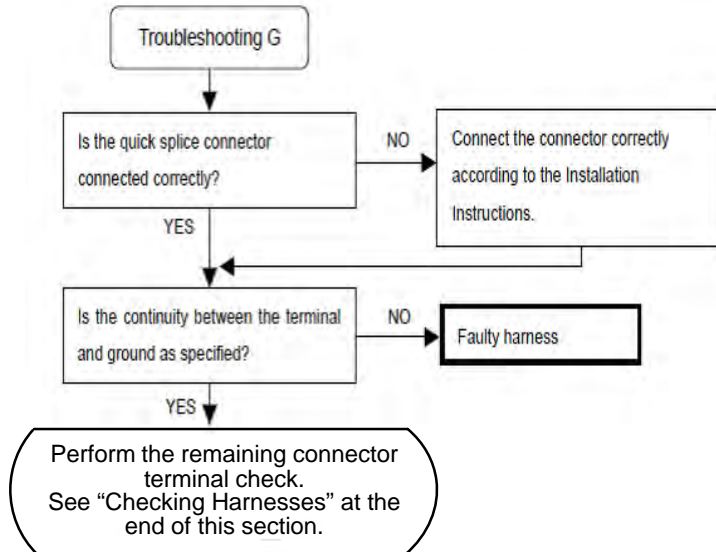 Troubleshooting G
Is the quick splice connector
connected correctly?
NO
Connect the connector correctly
according to the Installation
Instructions.
YES
Is the continuity between the terminal
and ground as specified?
NO
Faulty harness
YES
Perform the remaining connector
terminal check.
See “Checking Harnesses” at the
end of this section.